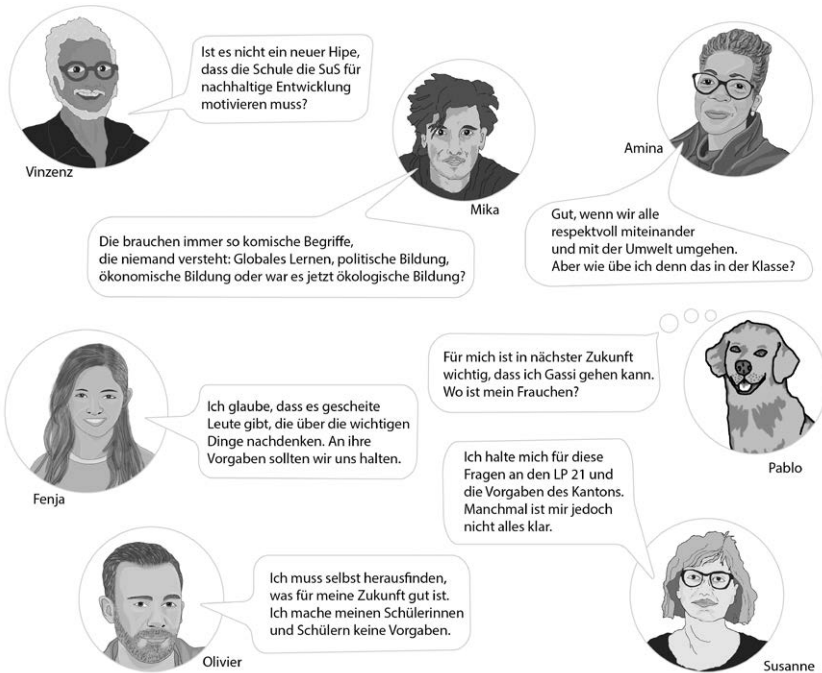 Ist es nicht ein neuer Hipe,
dass die Schule die SuS für
nachhaltige Entwicklung
motivieren muss?
Vinzenz
Mika
Die brauchen immer so komische Begriffe,
die niemand versteht: Globales Lernen, politische Bildung,
ökonomische Bildung oder war es jetzt ökologische Bildung?
Amina
Gut, wenn wir alle
respektvoll miteinander
und mit der Umwelt umgehen.
Aber wie übe ich denn das in der Klasse?
Für mich ist in nächster Zukunft
wichtig, dass ich Gassi gehen kann.
Wo ist mein Frauchen?
Pablo
Ich glaube, dass es gescheite
Leute gibt, die über die wichtigen
Dinge nachdenken. An ihre
Vorgaben sollten wir uns halten.
Fenja
Ich halte mich für diese
Fragen an den LP 21 und
die Vorgaben des Kantons.
Manchmal ist mir jedoch
nicht alles klar.
Susanne
Ich muss selbst herausfinden,
was für meine Zukunft gut ist.
Ich mache meinen Schülerinnen
und Schülern keine Vorgaben.
Olivier